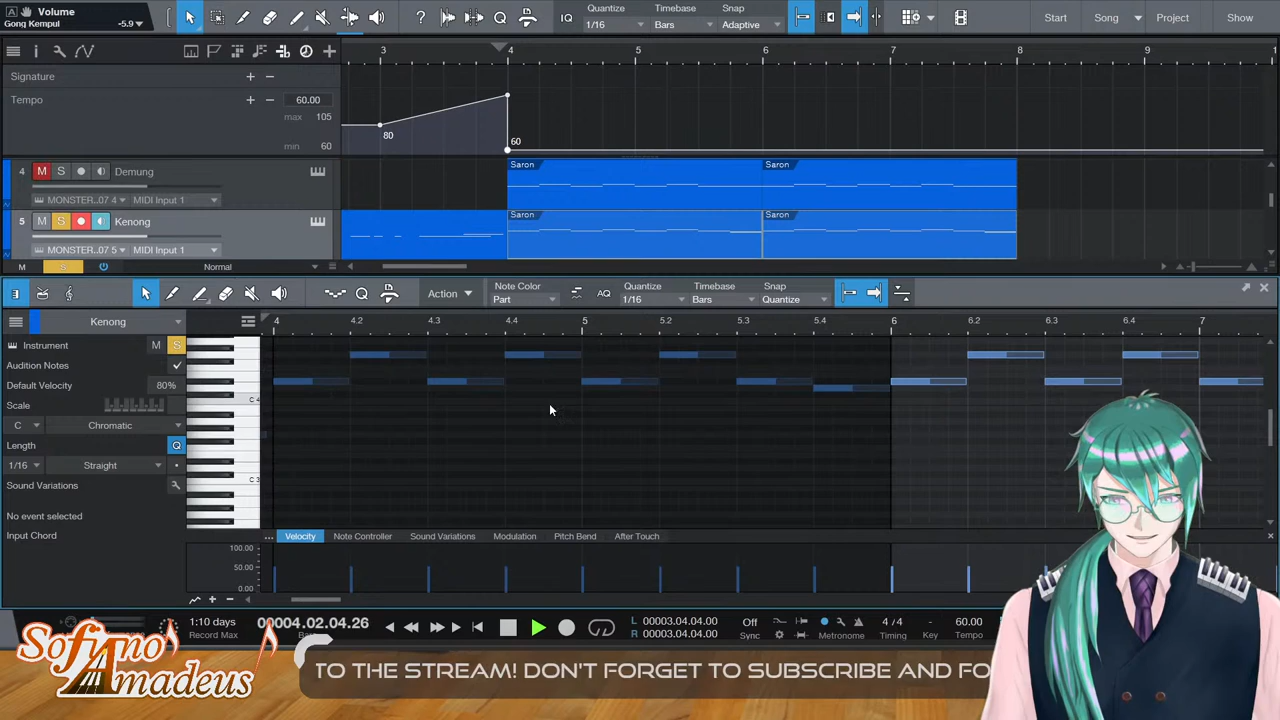 Volume
Gong Kempul -5.9
IQ Quantize 1/16 Timebase Bars Snap Adaptive Start Song Project Show
3 4 5 6 7 8 9
Signature
Tempo 60.00
max 105
min 60
80
60
4 M S Demung
MONSTER..07 4 MIDI Input 1
Saron Saron
5 M S Kenong
MONSTER..07 5 MIDI Input 1
Saron Saron
M S Normal
Action Note Color Part AQ Quantize 1/16 Timebase Bars Snap Quantize
Kenong
4 4.2 4.3 4.4 5 5.2 5.3 5.4 6 6.2 6.3 6.4 7
Instrument M S
Audition Notes
Default Velocity 80%
Scale
C Chromatic
Length Q
1/16 Straight
Sound Variations
No event selected
Input Chord
C 4
C 3
... Velocity Note Controller Sound Variations Modulation Pitch Bend After Touch
100.00
50.00
0.00
1:10 days
Record Max
00004.02.04.26
L 00003.04.04.00
R 00003.04.04.00
Off
Sync
Metronome
4 / 4
Timing
-
Key
60.00
Tempo
Sofiano
Amadeus
TO THE STREAM! DON'T FORGET TO SUBSCRIBE AND FO